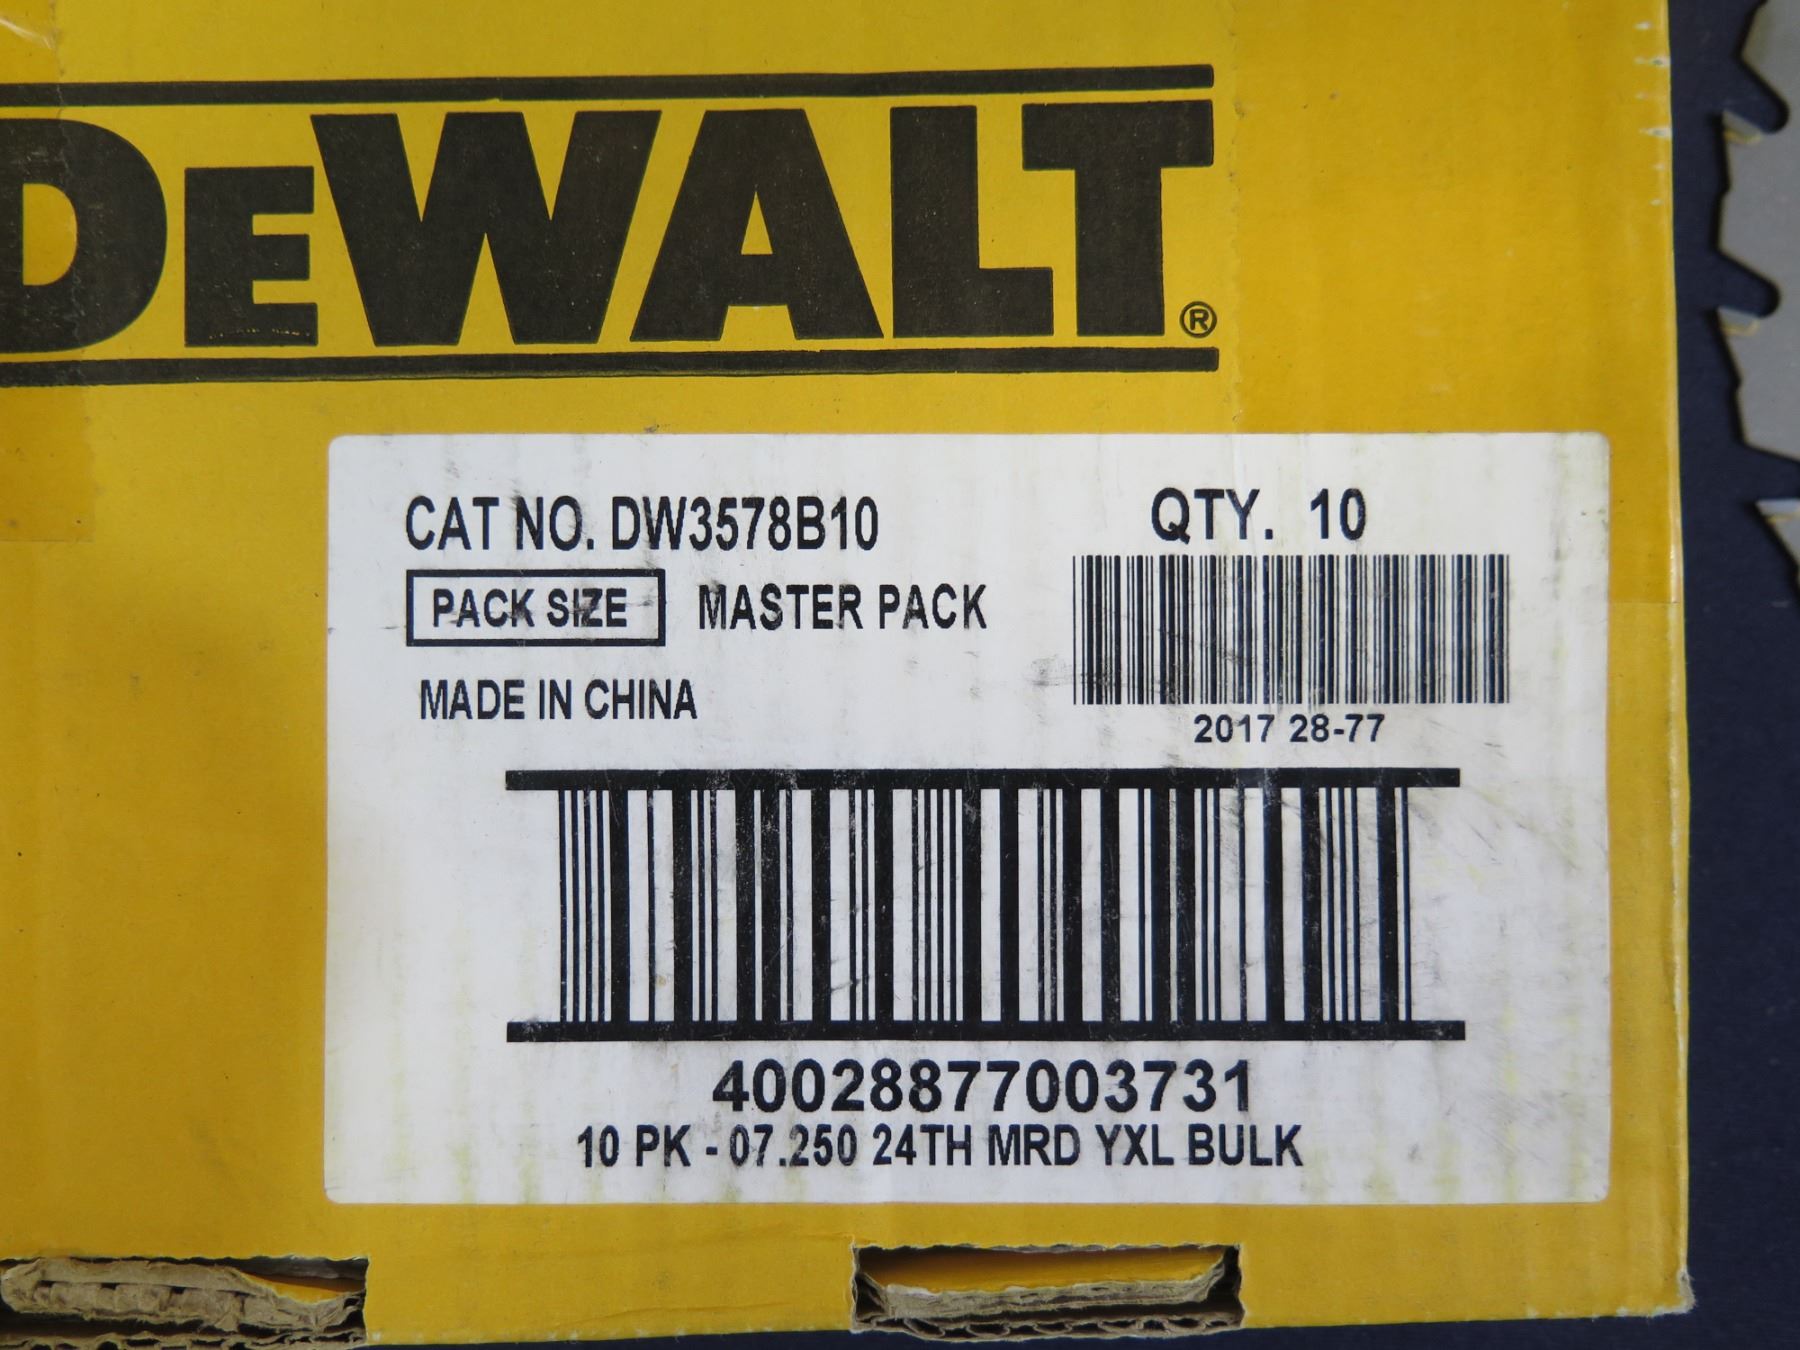 DEWALT®
CAT NO. DW3578B10
QTY. 10
PACK SIZE MASTER PACK
MADE IN CHINA
2017 28-77
40028877003731
10 PK - 07.250 24TH MRD YXL BULK